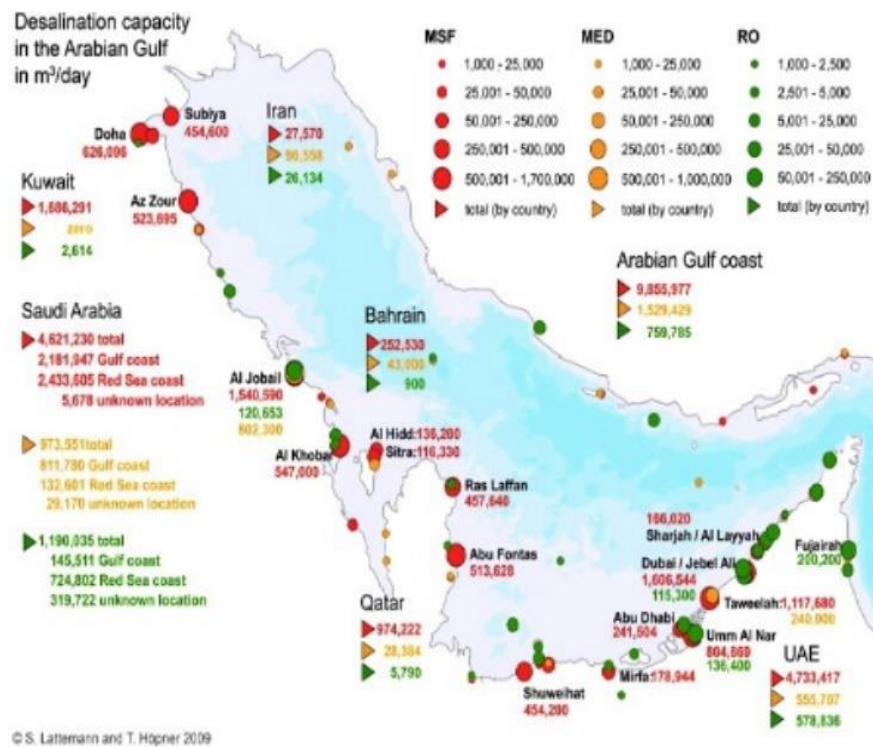 Desalination capacity
in the Arabian Gulf
in m³/day
MSF
1,000 - 25,000
25,001 - 50,000
50,001 - 250,000
250,001 - 500,000
500,001 - 1,700,000
total (by country)
MED
1,000 - 25,000
25,001 - 50,000
50,001 - 250,000
250,001 - 500,000
500,001 - 1,000,000
total (by country)
RO
1,000 - 2,500
2,501 - 5,000
5,001 - 25,000
25,001 - 50,000
50,001 - 250,000
total (by country)
Subiya
454,600
Doha
626,096
Iran
27,570
90,558
26,134
Kuwait
1,686,291
zero
2,614
Az Zour
523,695
Arabian Gulf coast
9,855,977
1,529,429
759,785
Saudi Arabia
4,621,230 total
2,181,947 Gulf coast
2,433,605 Red Sea coast
5,678 unknown location
973,551 total
811,780 Gulf coast
132,601 Red Sea coast
29,170 unknown location
1,190,035 total
145,511 Gulf coast
724,802 Red Sea coast
319,722 unknown location
Bahrain
252,530
43,000
900
Al Jobail
1,540,590
120,653
802,300
Al Khobar
547,000
Al Hidd: 136,200
Sitra: 116,330
Ras Laffan
457,640
Abu Fontas
513,628
Qatar
974,222
28,384
5,790
166,020
Sharjah / Al Layyah
Dubai / Jebel Ali
1,606,544
115,300
Fujairah
200,200
Taweelah: 1,117,680
240,000
Abu Dhabi
241,504
Umm Al Nar
804,869
136,400
Mirfa: 178,944
Shuweihat
454,200
UAE
4,733,417
555,707
578,836
© S. Lattemann and T. Höpner 2009